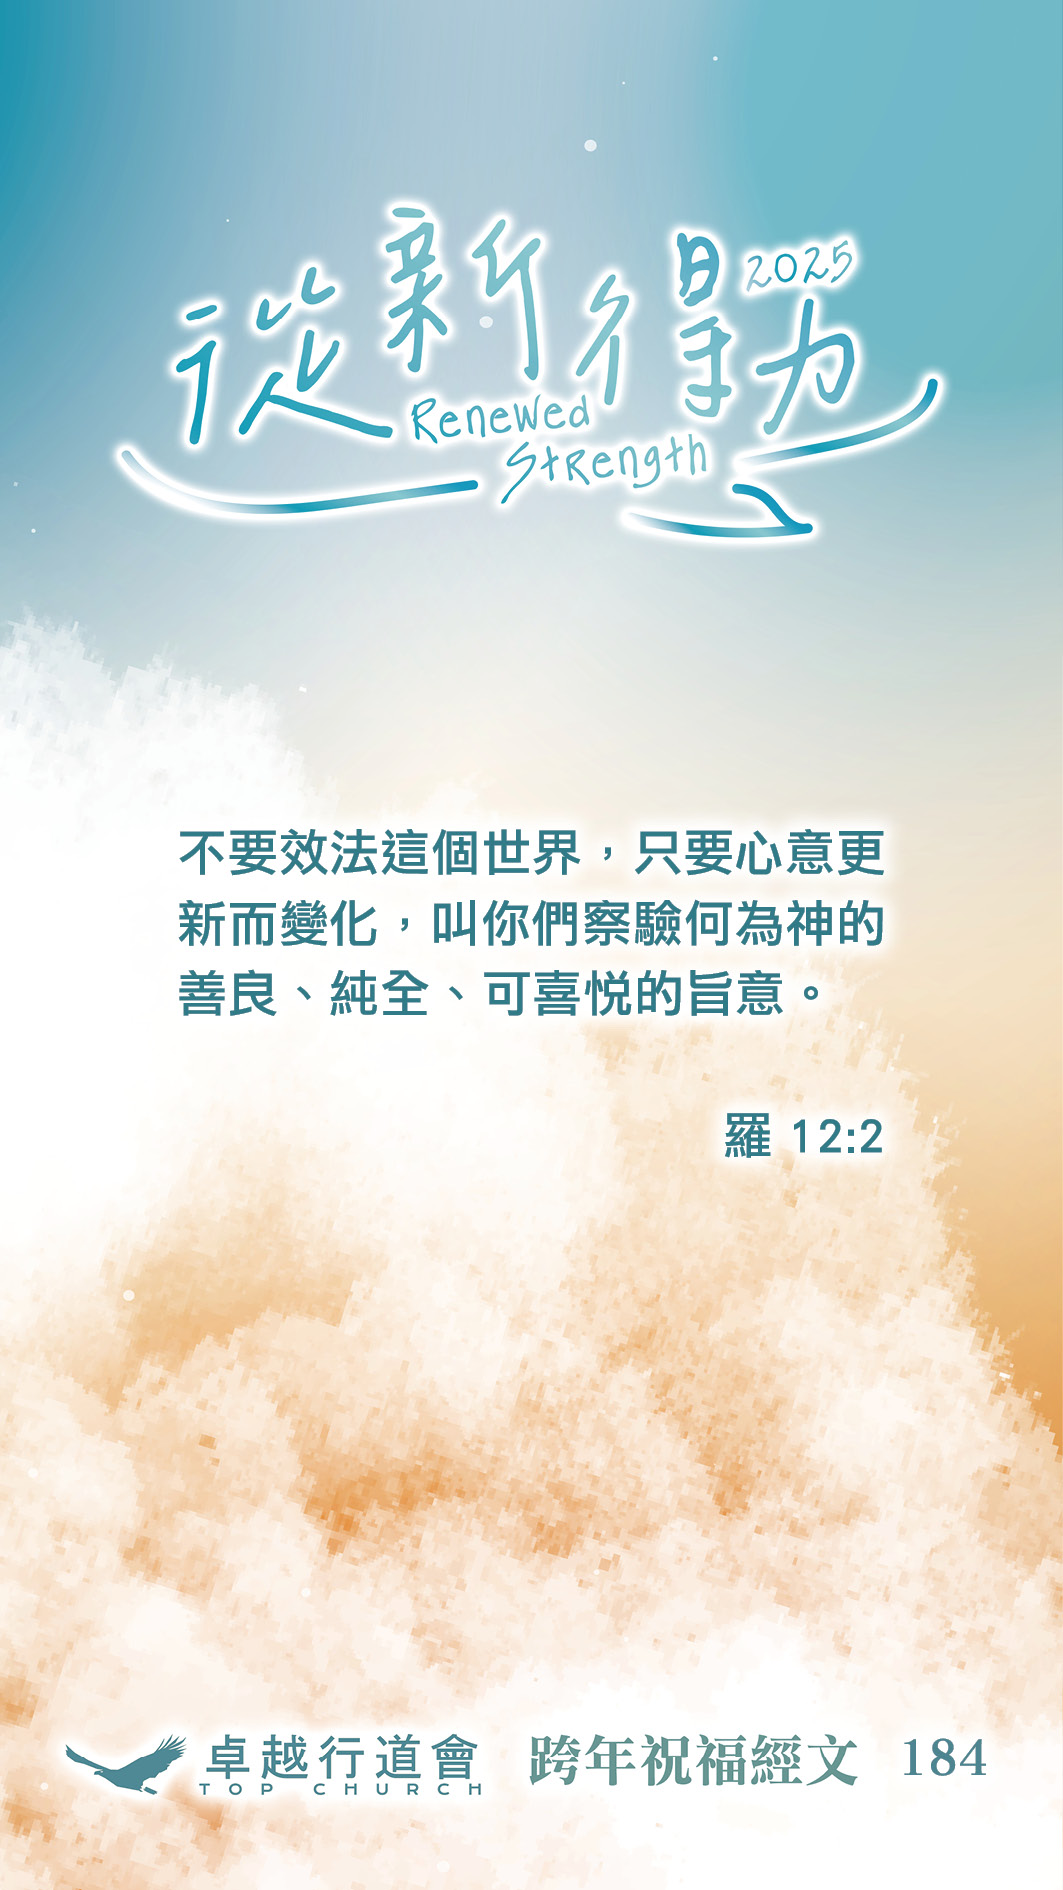 從新得力 2025
Renewed
Strength
不要效法這個世界，只要心意更
新而變化，叫你們察驗何為神的
善良、純全、可喜悅的旨意。
羅 12:2
卓越行道會
TOP CHURCH
跨年祝福經文 184